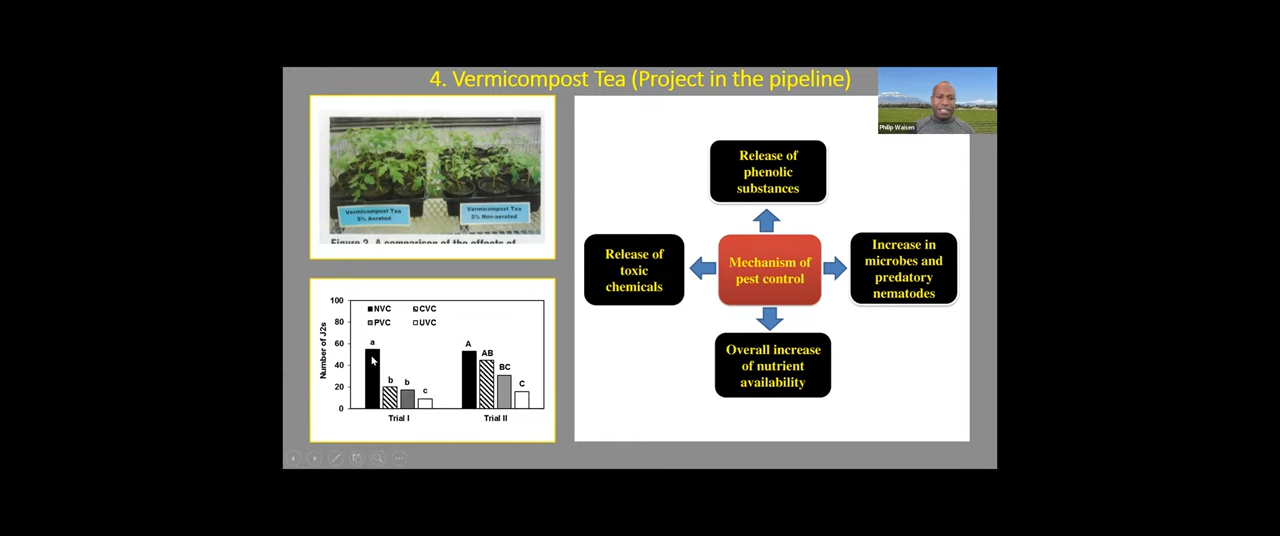 4. Vermicompost Tea (Project in the pipeline)
Philip Waisen
Vermicompost Tea
5% Aerated
Vermicompost Tea
5% Non-aerated
Figure 2. A comparison of the effects of
Number of J2s
100
80
60
40
20
0
NVC
CVC
PVC
UVC
a
b
b
c
A
AB
BC
C
Trial I
Trial II
Release of
phenolic
substances
Release of
toxic
chemicals
Mechanism of
pest control
Increase in
microbes and
predatory
nematodes
Overall increase
of nutrient
availability